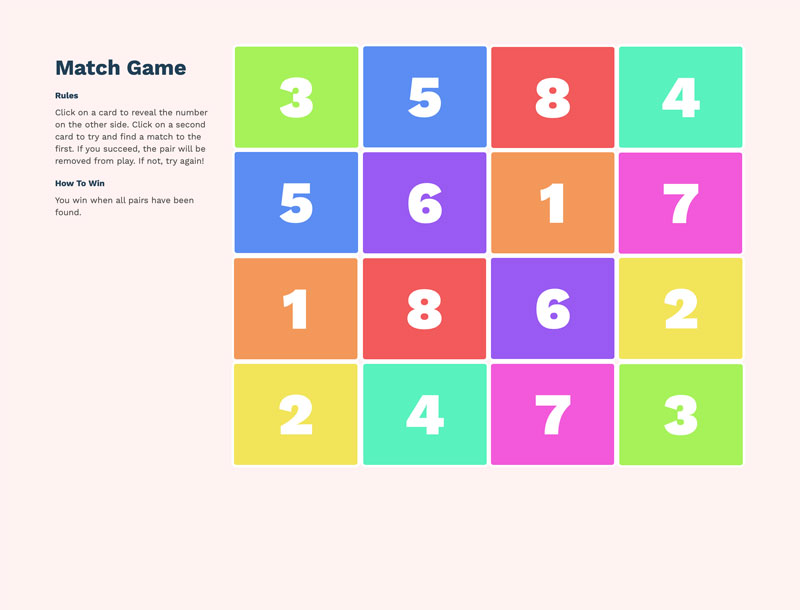 Match Game
Rules
Click on a card to reveal the number
on the other side. Click on a second
card to try and find a match to the
first. If you succeed, the pair will be
removed from play. If not, try again!
How To Win
You win when all pairs have been
found.
3 5 8 4
5 6 1 7
1 8 6 2
2 4 7 3